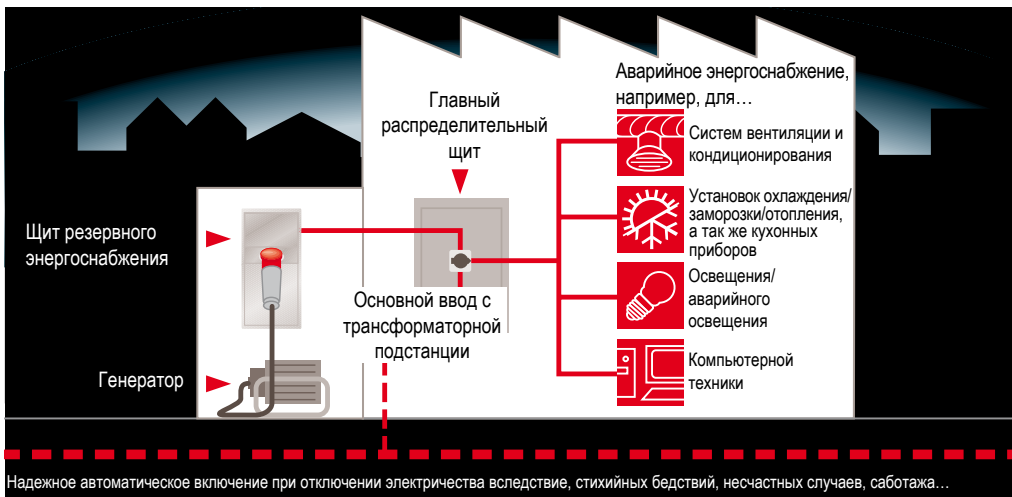 Аварийное энергоснабжение,
например, для…
Главный
распределительный
щит
Систем вентиляции и
кондиционирования
Установок охлаждения/
заморозки/отопления,
а так же кухонных
приборов
Щит резервного
энергоснабжения
Освещения/
аварийного
освещения
Основной ввод с
трансформаторной
подстанции
Компьютерной
техники
Генератор
Надежное автоматическое включение при отключении электричества вследствие, стихийных бедствий, несчастных случаев, саботажа…